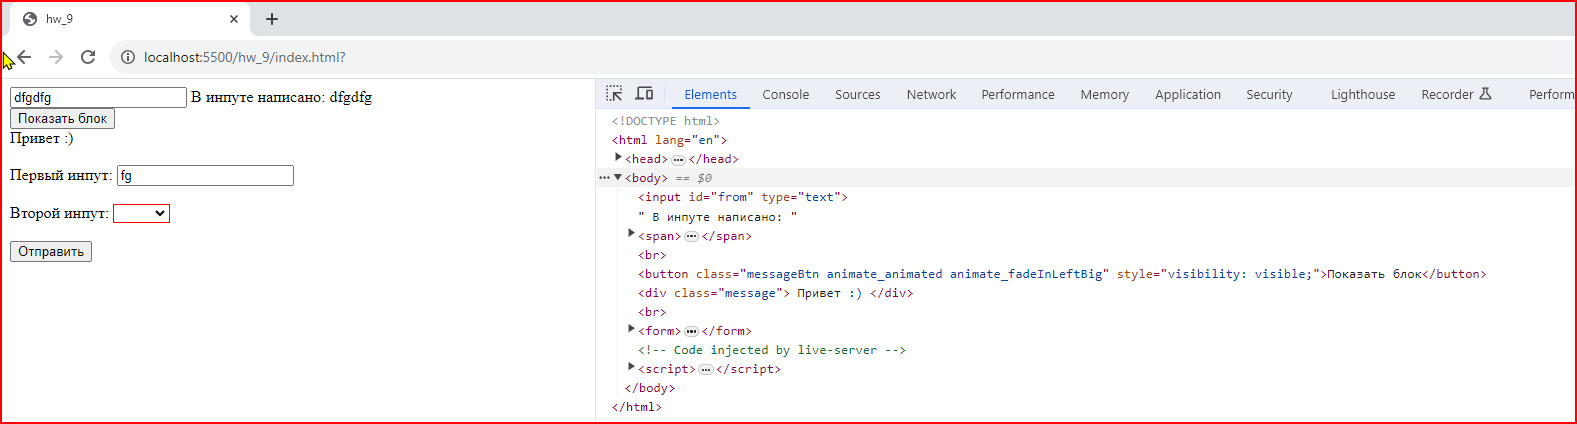 hw_9
localhost:5500/hw_9/index.html?
dfgdfg В инпуте написано: dfgdfg
Показать блок
Привет :)
Первый инпут: fg
Второй инпут:
Отправить
Elements Console Sources Network Performance Memory Application Security Lighthouse Recorder Perform
<!DOCTYPE html>
<html lang="en">
<head> ••• </head>
••• <body> == $0
<input id="from" type="text">
" В инпуте написано: "
<span> ••• </span>
<br>
<button class="messageBtn animate_animated animate_fadeInLeftBig" style="visibility: visible;">Показать блок</button>
<div class="message"> Привет :) </div>
<br>
<form> ••• </form>
<!-- Code injected by live-server -->
<script> ••• </script>
</body>
</html>